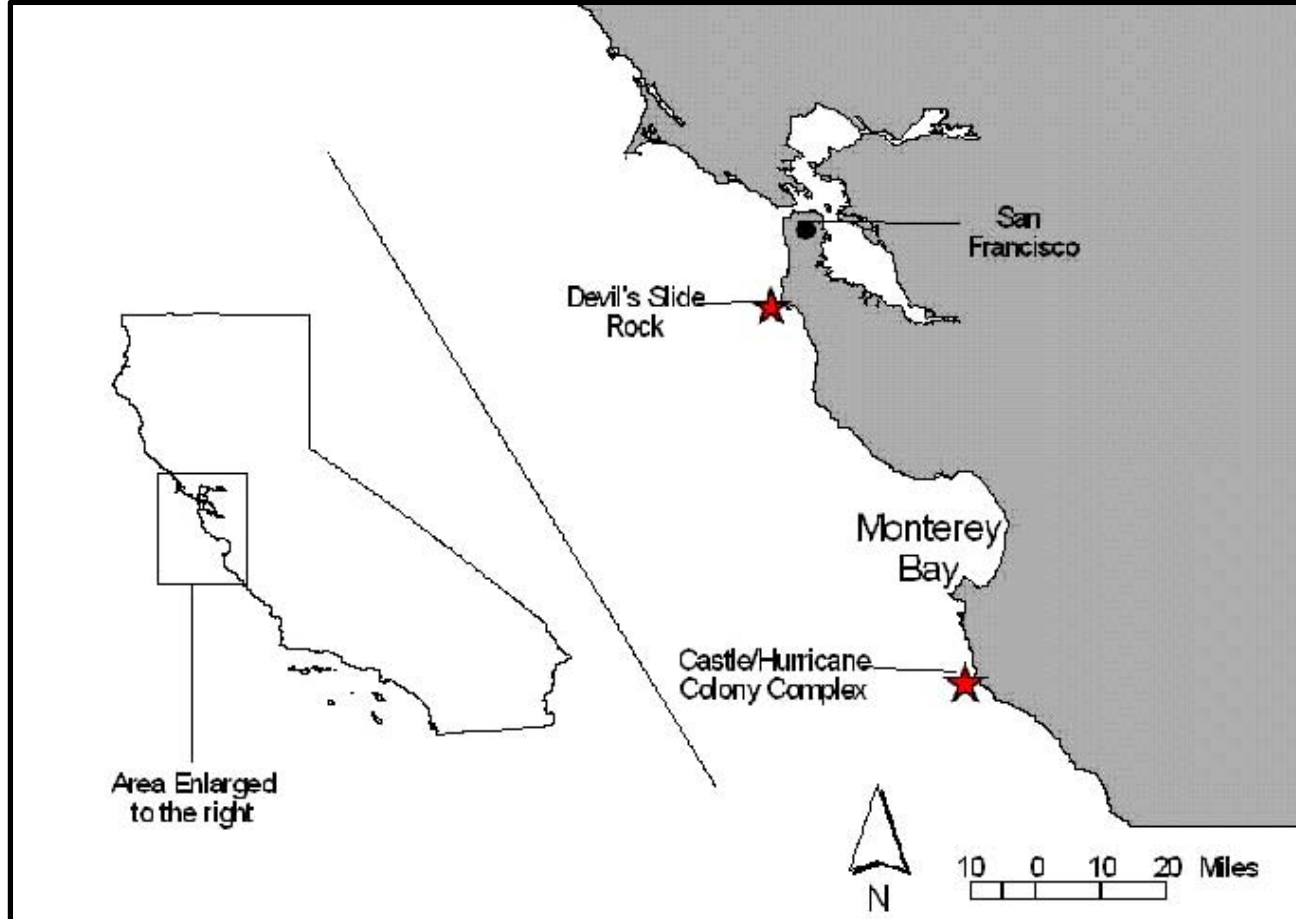 San
Francisco
Devil's Slide
Rock
Monterey
Bay
Castle/Hurricane
Colony Complex
Area Enlarged
to the right
N
10 0 10 20 Miles